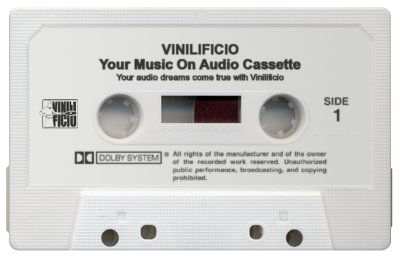 VINILIFICIO
Your Music On Audio Cassette
Your audio dreams come true with Vinilificio
VINILI
FICIO
SIDE
1
DOLBY SYSTEM ®
All rights of the manufacturer and of the owner
of the recorded work reserved. Unauthorized
public performance, broadcasting, and copying
prohibited.